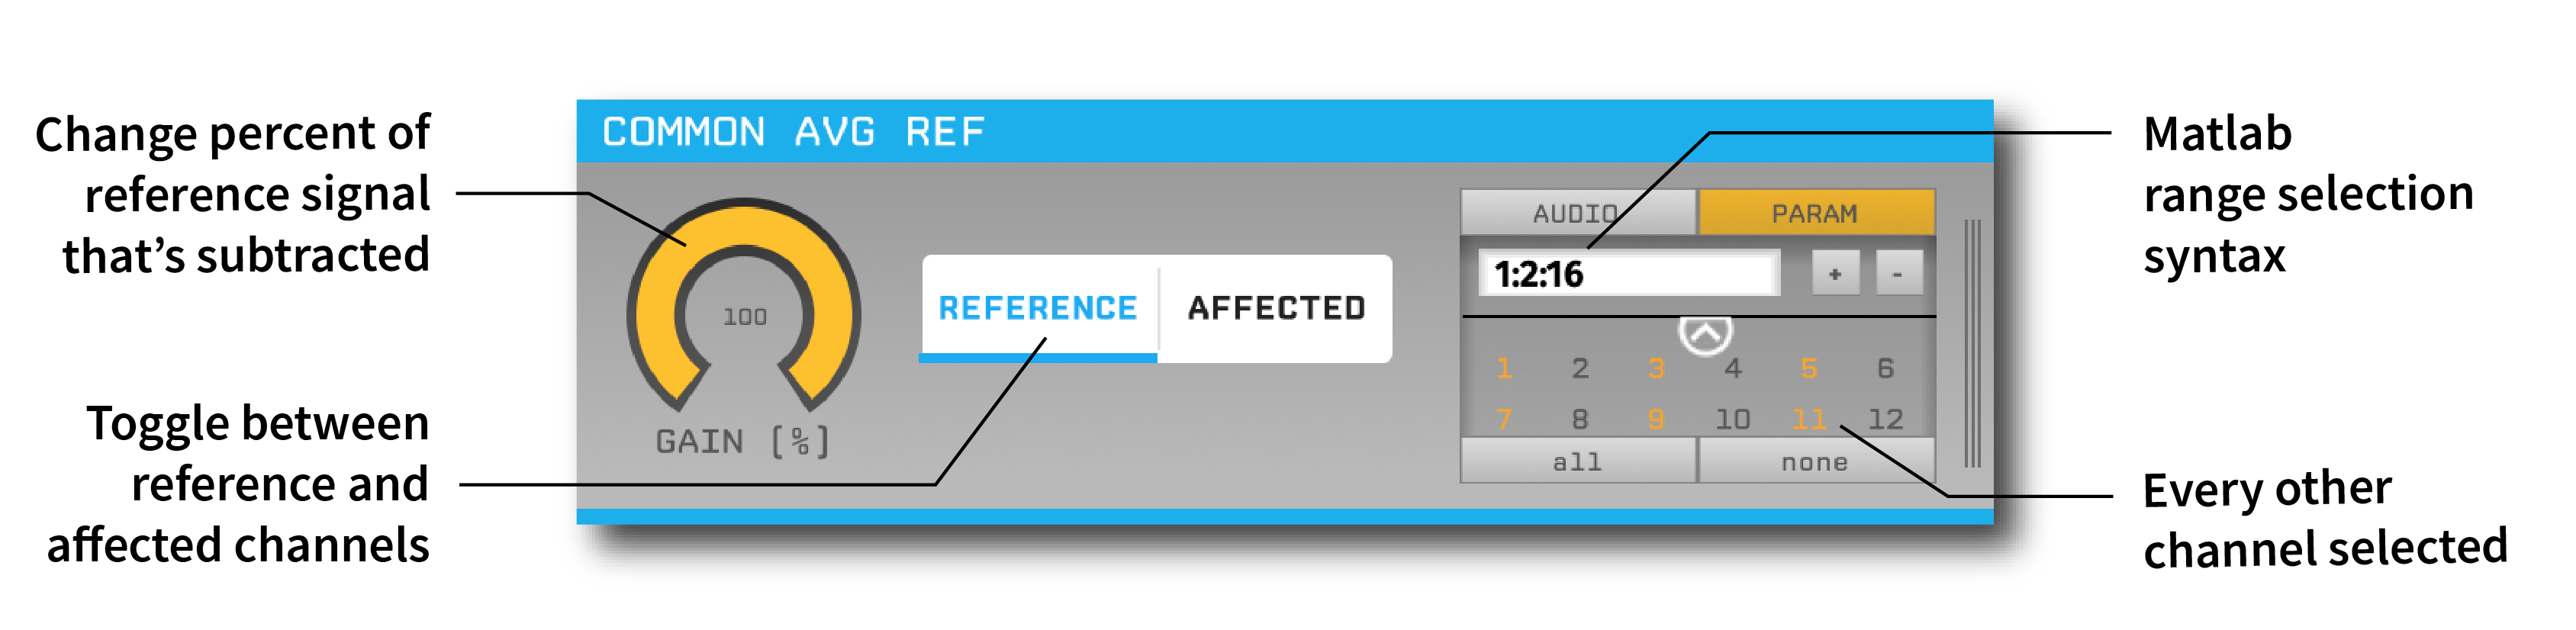 Change percent of
reference signal
that's subtracted
Toggle between
reference and
affected channels
COMMON AVG REF
100
GAIN [%]
REFERENCE AFFECTED
AUDIO PARAM
1:2:16 + -
1 2 3 4 5 6
7 8 9 10 11 12
all none
Matlab
range selection
syntax
Every other
channel selected